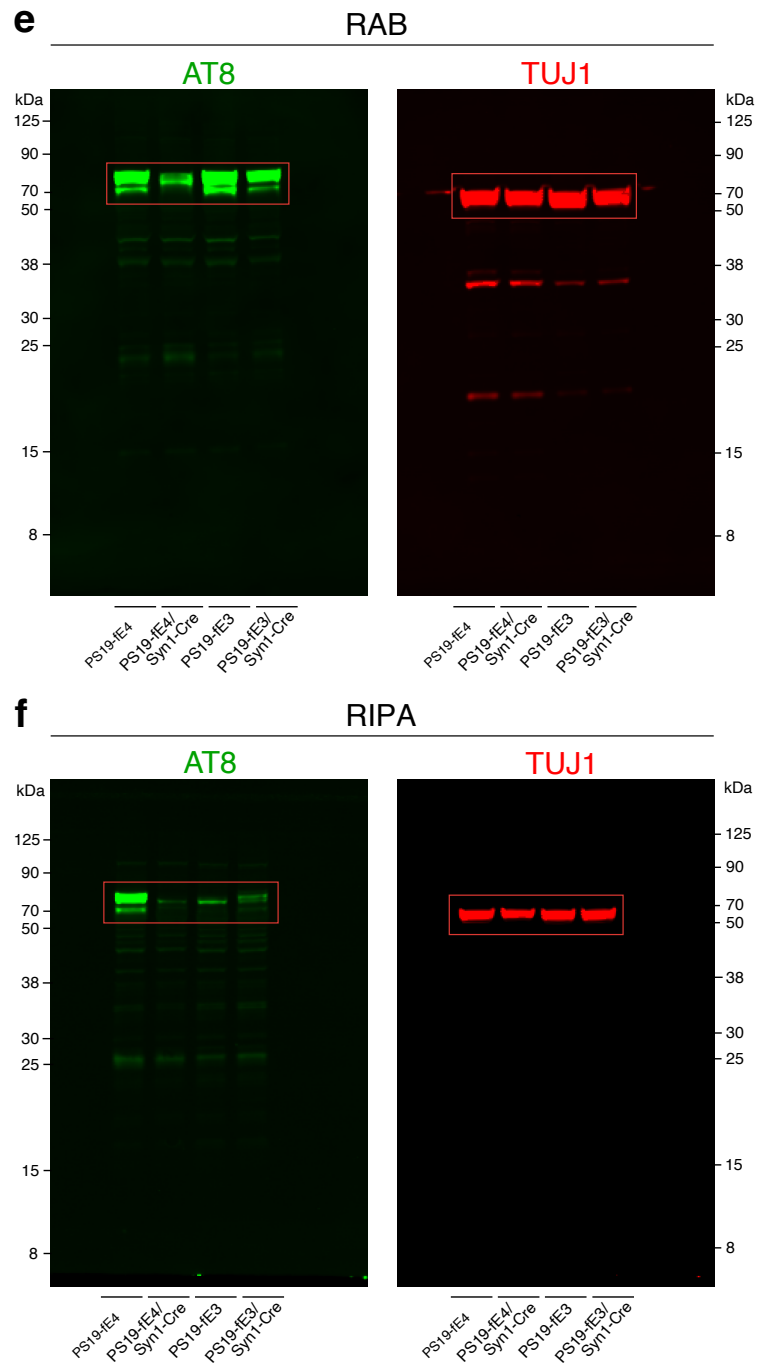 e
RAB
AT8
TUJ1
kDa
125
90
70
50
38
30
25
15
8
kDa
125
90
70
50
38
30
25
15
8
PS19-fE4
PS19-fE4/
Syn1-Cre
PS19-fE3
PS19-fE3/
Syn1-Cre
PS19-fE4
PS19-fE4/
Syn1-Cre
PS19-fE3
PS19-fE3/
Syn1-Cre
f
RIPA
AT8
TUJ1
kDa
125
90
70
50
38
30
25
15
8
kDa
125
90
70
50
38
30
25
15
8
PS19-fE4
PS19-fE4/
Syn1-Cre
PS19-fE3
PS19-fE3/
Syn1-Cre
PS19-fE4
PS19-fE4/
Syn1-Cre
PS19-fE3
PS19-fE3/
Syn1-Cre